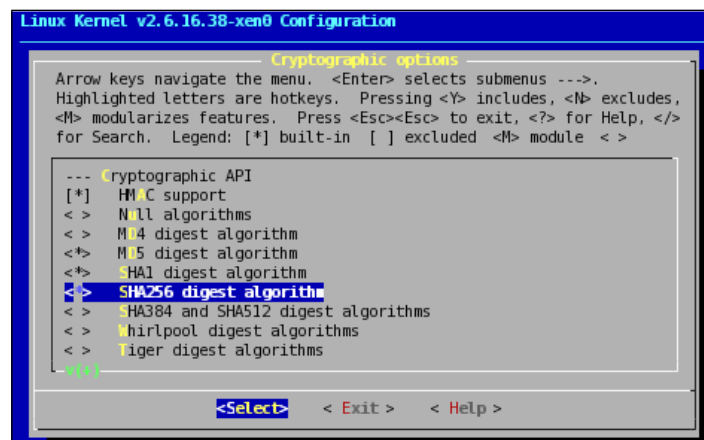 Linux Kernel v2.6.16.38-xen0 Configuration
Cryptographic options
Arrow keys navigate the menu. <Enter> selects submenus --->.
Highlighted letters are hotkeys. Pressing <Y> includes, <N> excludes,
<M> modularizes features. Press <Esc><Esc> to exit, <?> for Help, </>
for Search. Legend: [*] built-in [ ] excluded <M> module < >
--- Cryptographic API
[*] HMAC support
< > Null algorithms
< > MD4 digest algorithm
<*> MD5 digest algorithm
<*> SHA1 digest algorithm
<*> SHA256 digest algorithm
< > SHA384 and SHA512 digest algorithms
< > Whirlpool digest algorithms
< > Tiger digest algorithms
v(+)
<Select> < Exit > < Help >